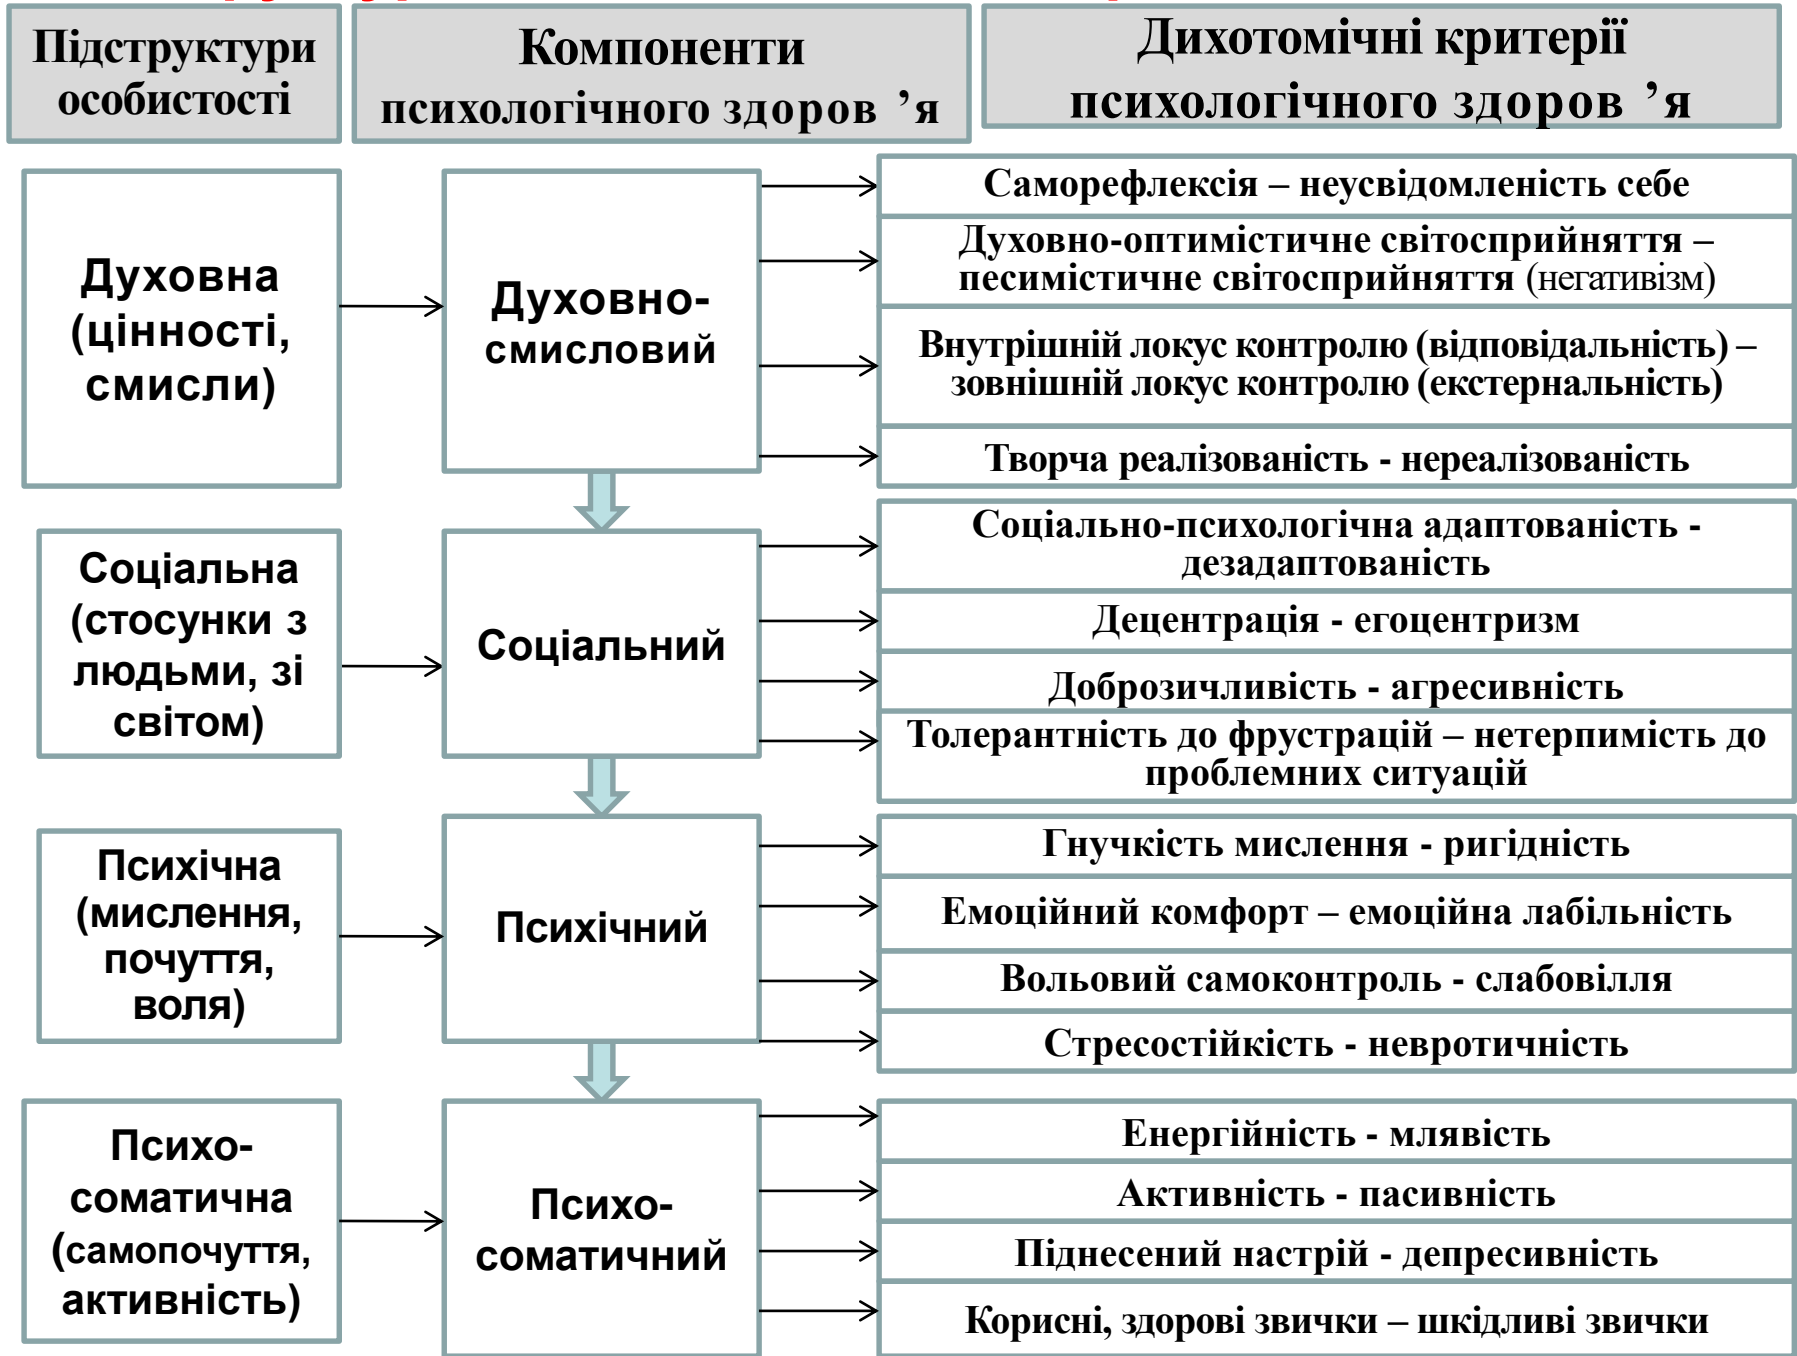 Підструктури
особистості
Компоненти
психологічного здоров ’я
Дихотомічні критерії
психологічного здоров ’я
Духовна
(цінності,
смисли)
Духовно-
смисловий
Саморефлексія – неусвідомленість себе
Духовно-оптимістичне світосприйняття –
песимістичне світосприйняття (негативізм)
Внутрішній локус контролю (відповідальність) –
зовнішній локус контролю (екстернальність)
Творча реалізованість - нереалізованість
Соціальна
(стосунки з
людьми, зі
світом)
Соціальний
Соціально-психологічна адаптованість -
дезадаптованість
Децентрація - егоцентризм
Доброзичливість - агресивність
Толерантність до фрустрацій – нетерпимість до
проблемних ситуацій
Психічна
(мислення,
почуття,
воля)
Психічний
Гнучкість мислення - ригідність
Емоційний комфорт – емоційна лабільність
Вольовий самоконтроль - слабовілля
Стресостійкість - невротичність
Психо-
соматична
(самопочуття,
активність)
Психо-
соматичний
Енергійність - млявість
Активність - пасивність
Піднесений настрій - депресивність
Корисні, здорові звички – шкідливі звички